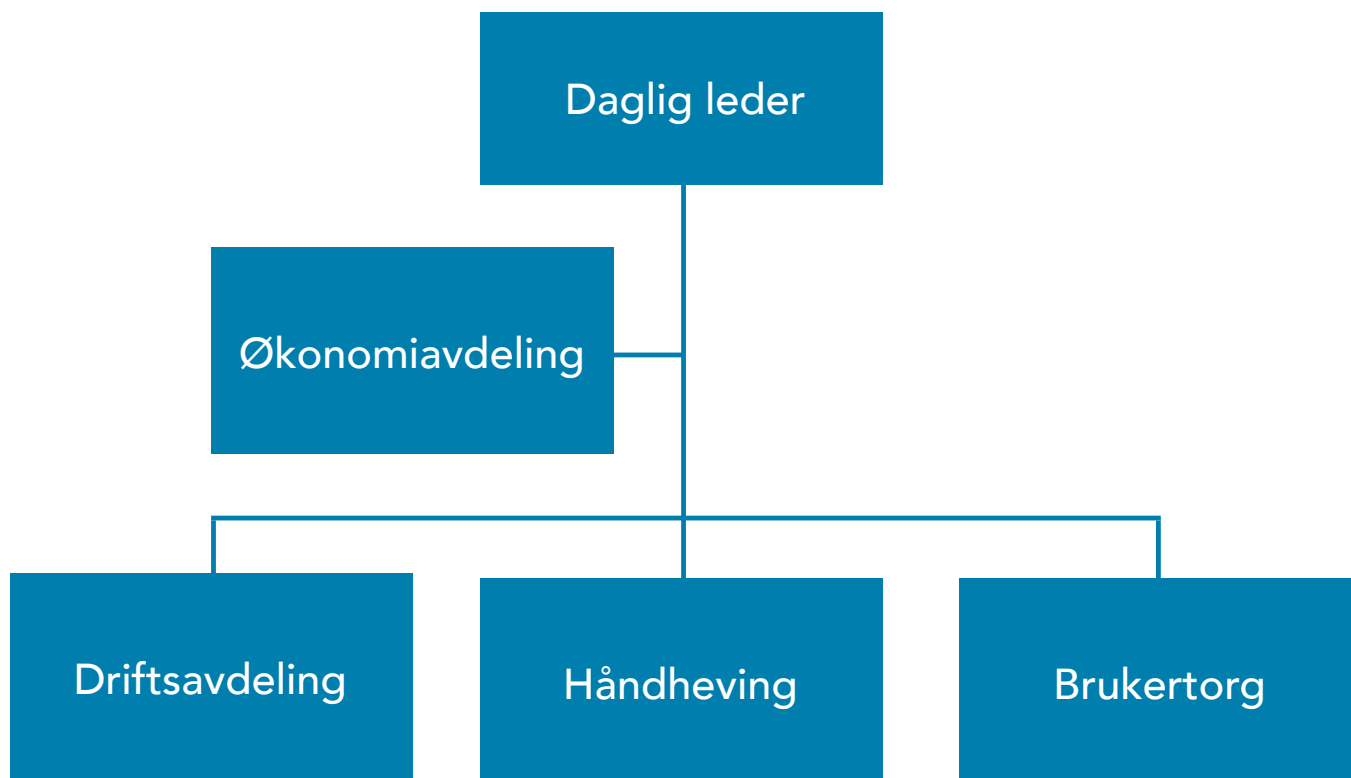 Daglig leder
Økonomiavdeling
Driftsavdeling
Håndheving
Brukertorg